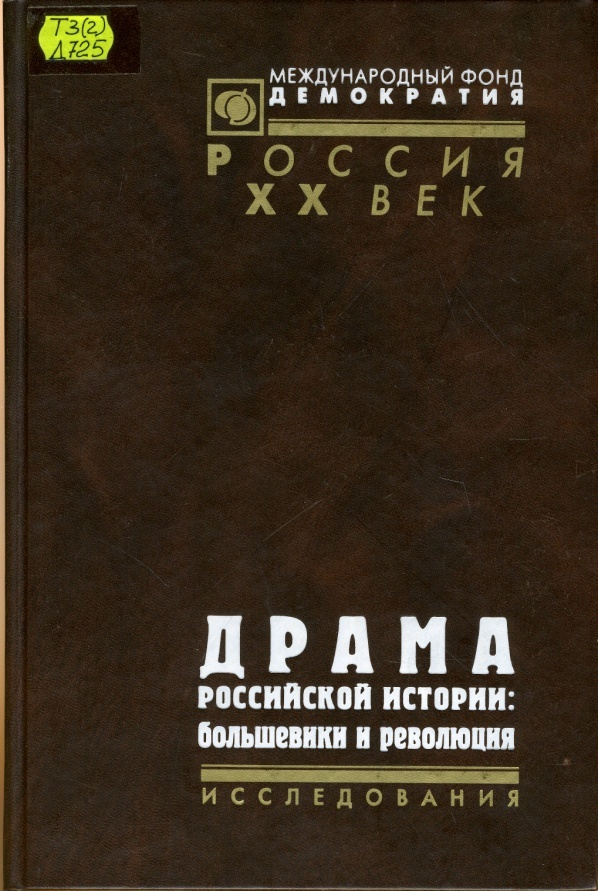 Т3(2)
Д725
МЕЖДУНАРОДНЫЙ ФОНД
ДЕМОКРАТИЯ
РОССИЯ
XX ВЕК
ДРАМА
РОССИЙСКОЙ ИСТОРИИ:
большевики и революция
ИССЛЕДОВАНИЯ